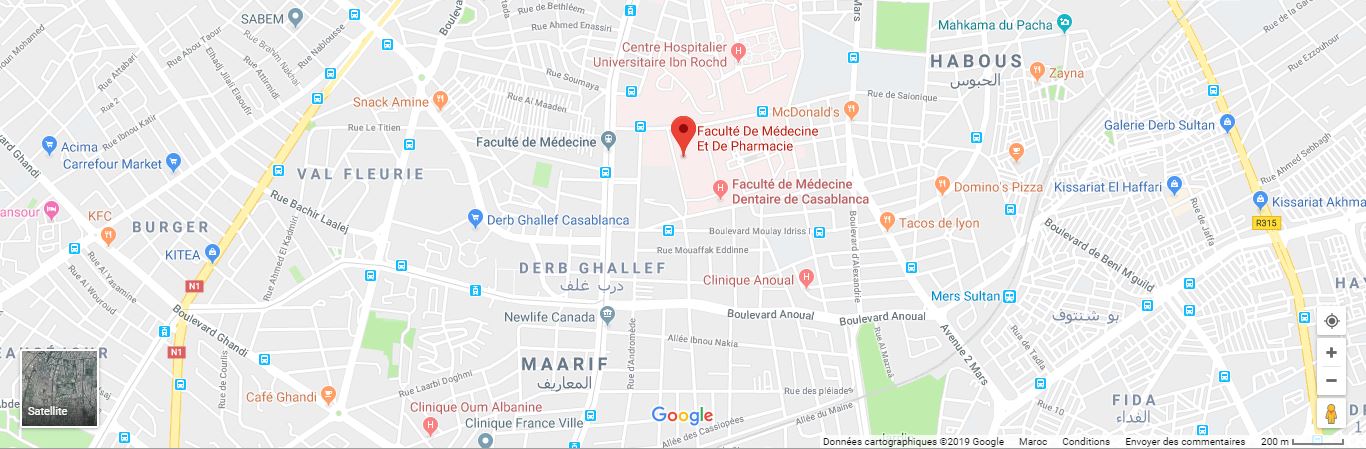 Rue de Bethléem
SABEM
Rue Ahmed Enassiri
Mahkama du Pacha
Rue Ezzouhour
Mars
Rue Abou Taour
Rue Nablousse
Rue Ibrahim Nakhai
Centre Hospitalier
Universitaire Ibn Rochd
HABOUS
الحبوس
Zayna
Rue Attabari
Elhadj Jilali Elaoufir
Rue Attirmidi
Rue 2
Rue Soumaya
Snack Amine
Rue Al Maaden
Rue de Salonique
McDonald's
Rue Ibnou Katir
Rue Le Titien
Faculté De Médecine
Et De Pharmacie
Galerie Derb Sultan
Acima
Carrefour Market
Faculté de Médecine
Rue Ahmed Sebbagh
VAL FLEURIE
Faculté de Médecine
Dentaire de Casablanca
Domino's Pizza
Kissariat El Haffari
Kissariat Akhma
Rue Bachir Laalej
ansour
KFC
BURGER
Derb Ghallef Casablanca
Tacos de lyon
R315
Boulevard Moulay Idriss I
Rue de Jaffa
Boulevard de Beni M'guild
KITEA
Rue Ahmed El Kadmiri
Rue Mouaffak Eddinne
Boulevard d'Alexandrie
DERB GHALLEF
درب غلف
Clinique Anoual
N1
Rue Al Yasamine
Rue Al Wouroud
Mers Sultan
Newlife Canada
Boulevard Anoual
Boulevard Anoual
بو شنتوف
Boulevard Ghandi
Avenue 2 Mars
Allée Ibnou Nakia
N1
MAARIF
المعاريف
Rue d'Andromède
Rue Al Mazraâ
Rue de Tadla
Rue de Courlis
Rue Laarbi Doghmi
Rue des pléiades
Café Ghandi
Satellite
Clinique Oum Albanine
Clinique France Ville
Google
Allée du Maine
Allée des Cassiopées
Rue 10
FIDA
الفداء
Données cartographiques ©2019 Google Maroc Conditions Envoyer des commentaires 200 m